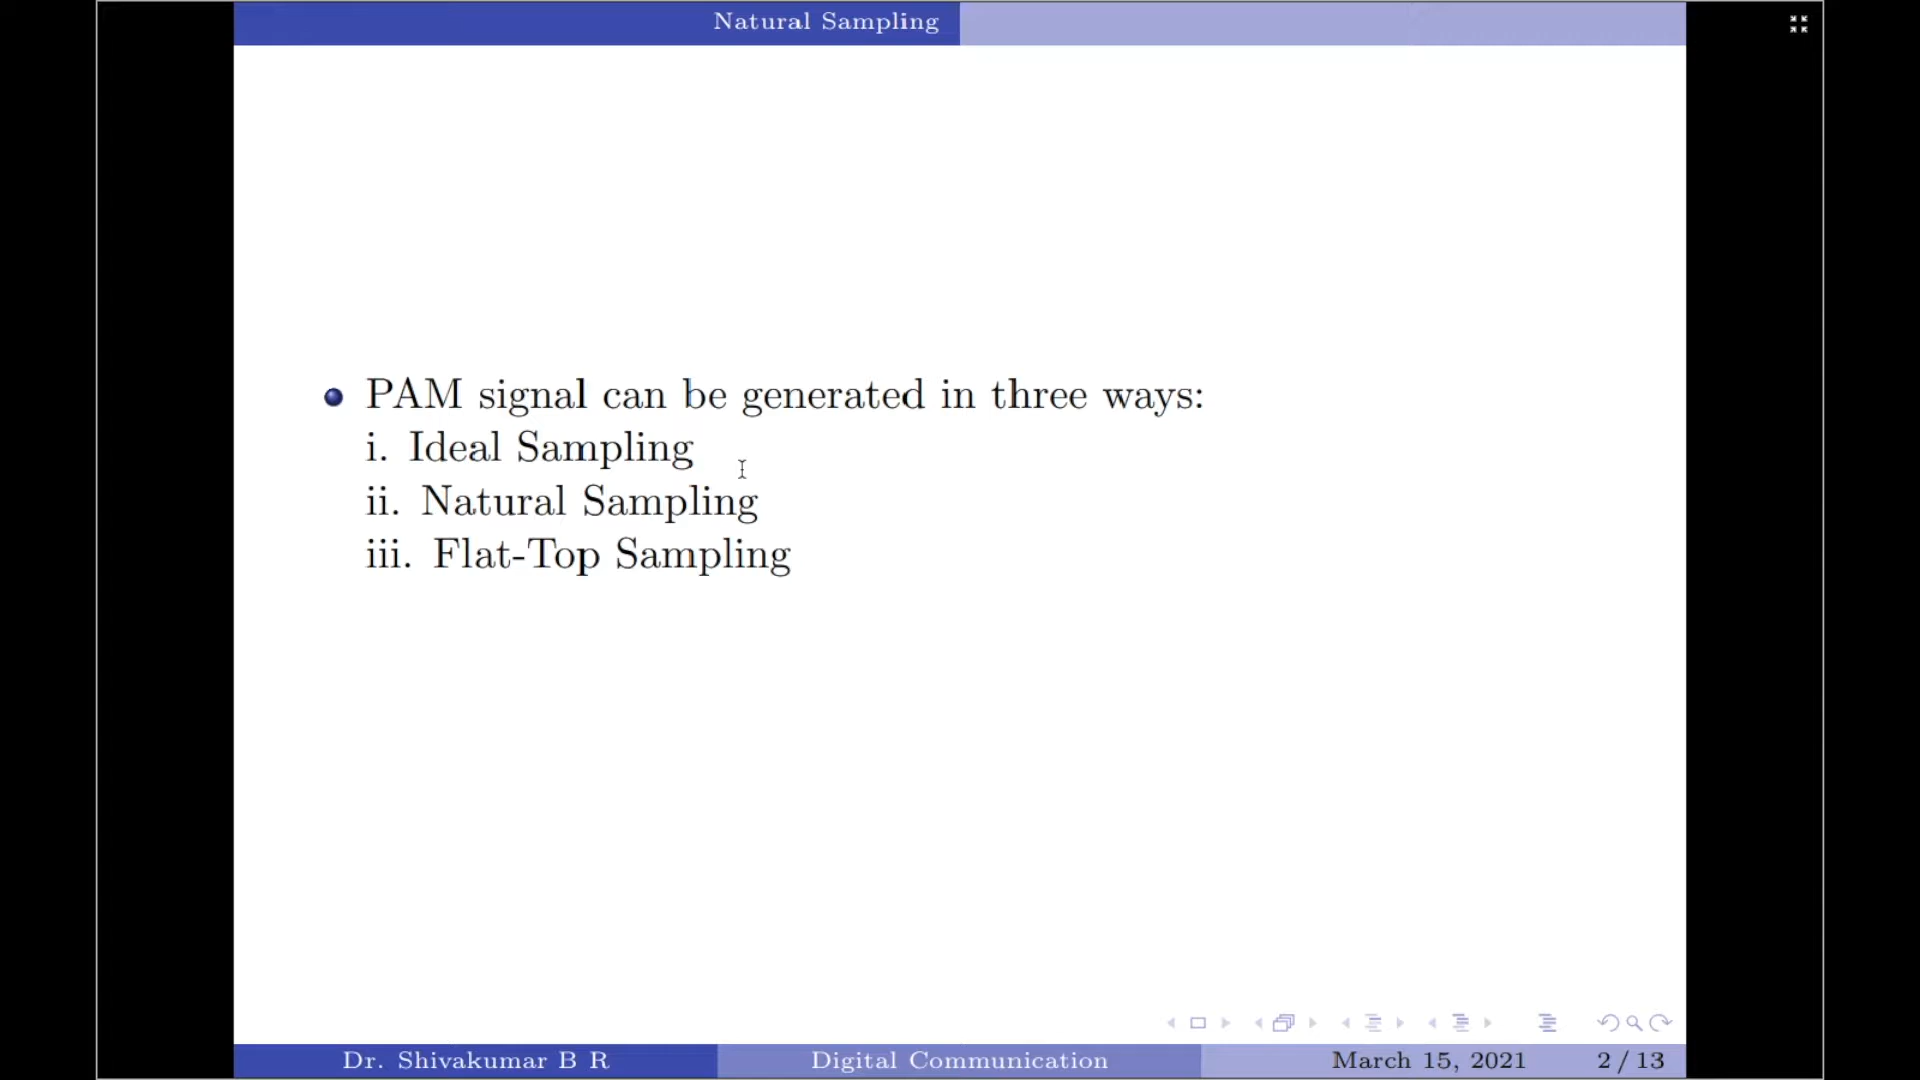 Natural Sampling
PAM signal can be generated in three ways:
i. Ideal Sampling
ii. Natural Sampling
iii. Flat-Top Sampling
Dr. Shivakumar B R Digital Communication March 15, 2021 2 / 13